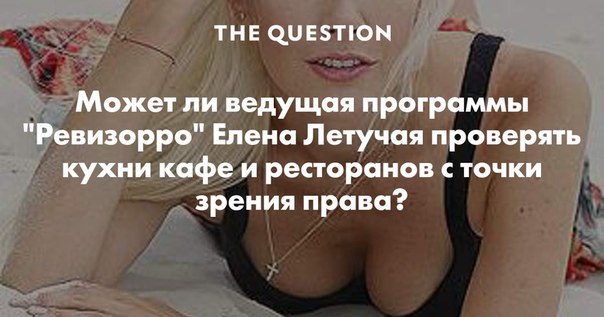 THE QUESTION
Может ли ведущая программы
"Ревизорро" Елена Летучая проверять
кухни кафе и ресторанов с точки
зрения права?